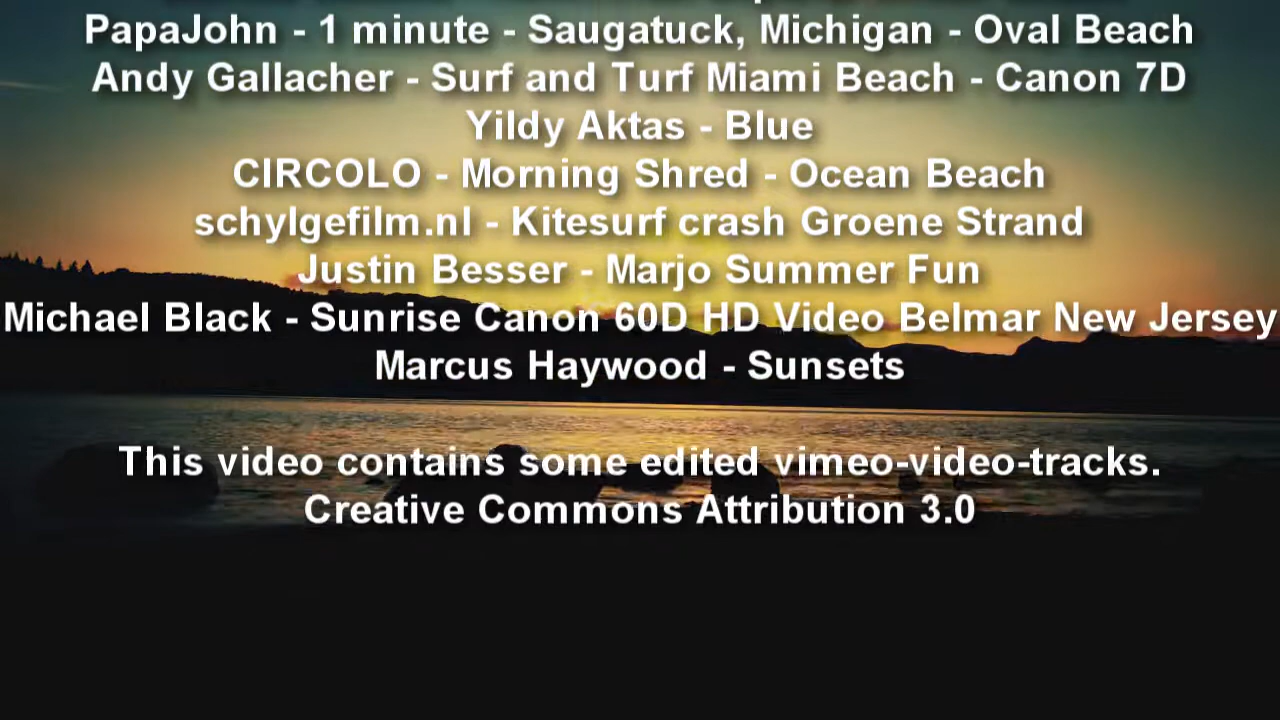 PapaJohn - 1 minute - Saugatuck, Michigan - Oval Beach
Andy Gallacher - Surf and Turf Miami Beach - Canon 7D
Yildy Aktas - Blue
CIRCOLO - Morning Shred - Ocean Beach
schylgefilm.nl - Kitesurf crash Groene Strand
Justin Besser - Marjo Summer Fun
Michael Black - Sunrise Canon 60D HD Video Belmar New Jersey
Marcus Haywood - Sunsets
This video contains some edited vimeo-video-tracks.
Creative Commons Attribution 3.0